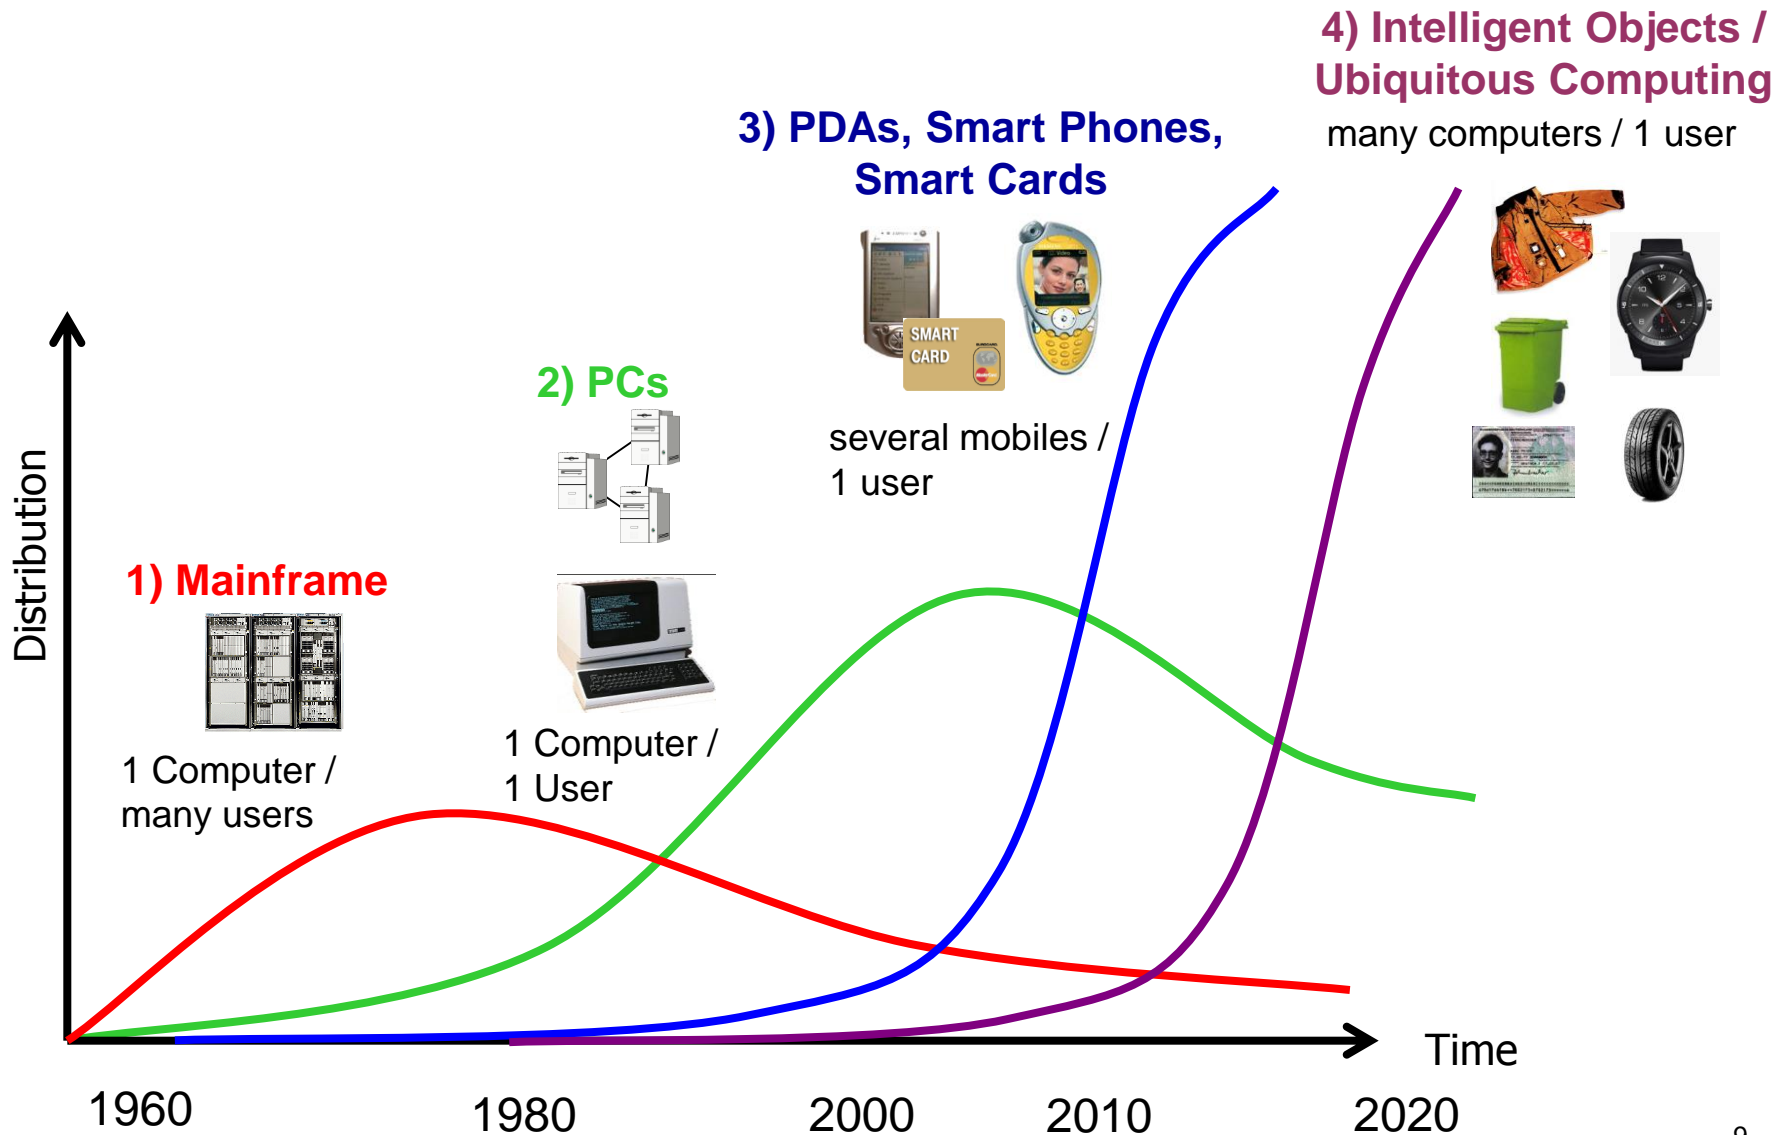 4) Intelligent Objects /
Ubiquitous Computing
many computers / 1 user
3) PDAs, Smart Phones,
Smart Cards
SMART
CARD
several mobiles /
1 user
2) PCs
1 Computer /
1 User
1) Mainframe
1 Computer /
many users
Distribution
Time
1960
1980
2000
2010
2020
9